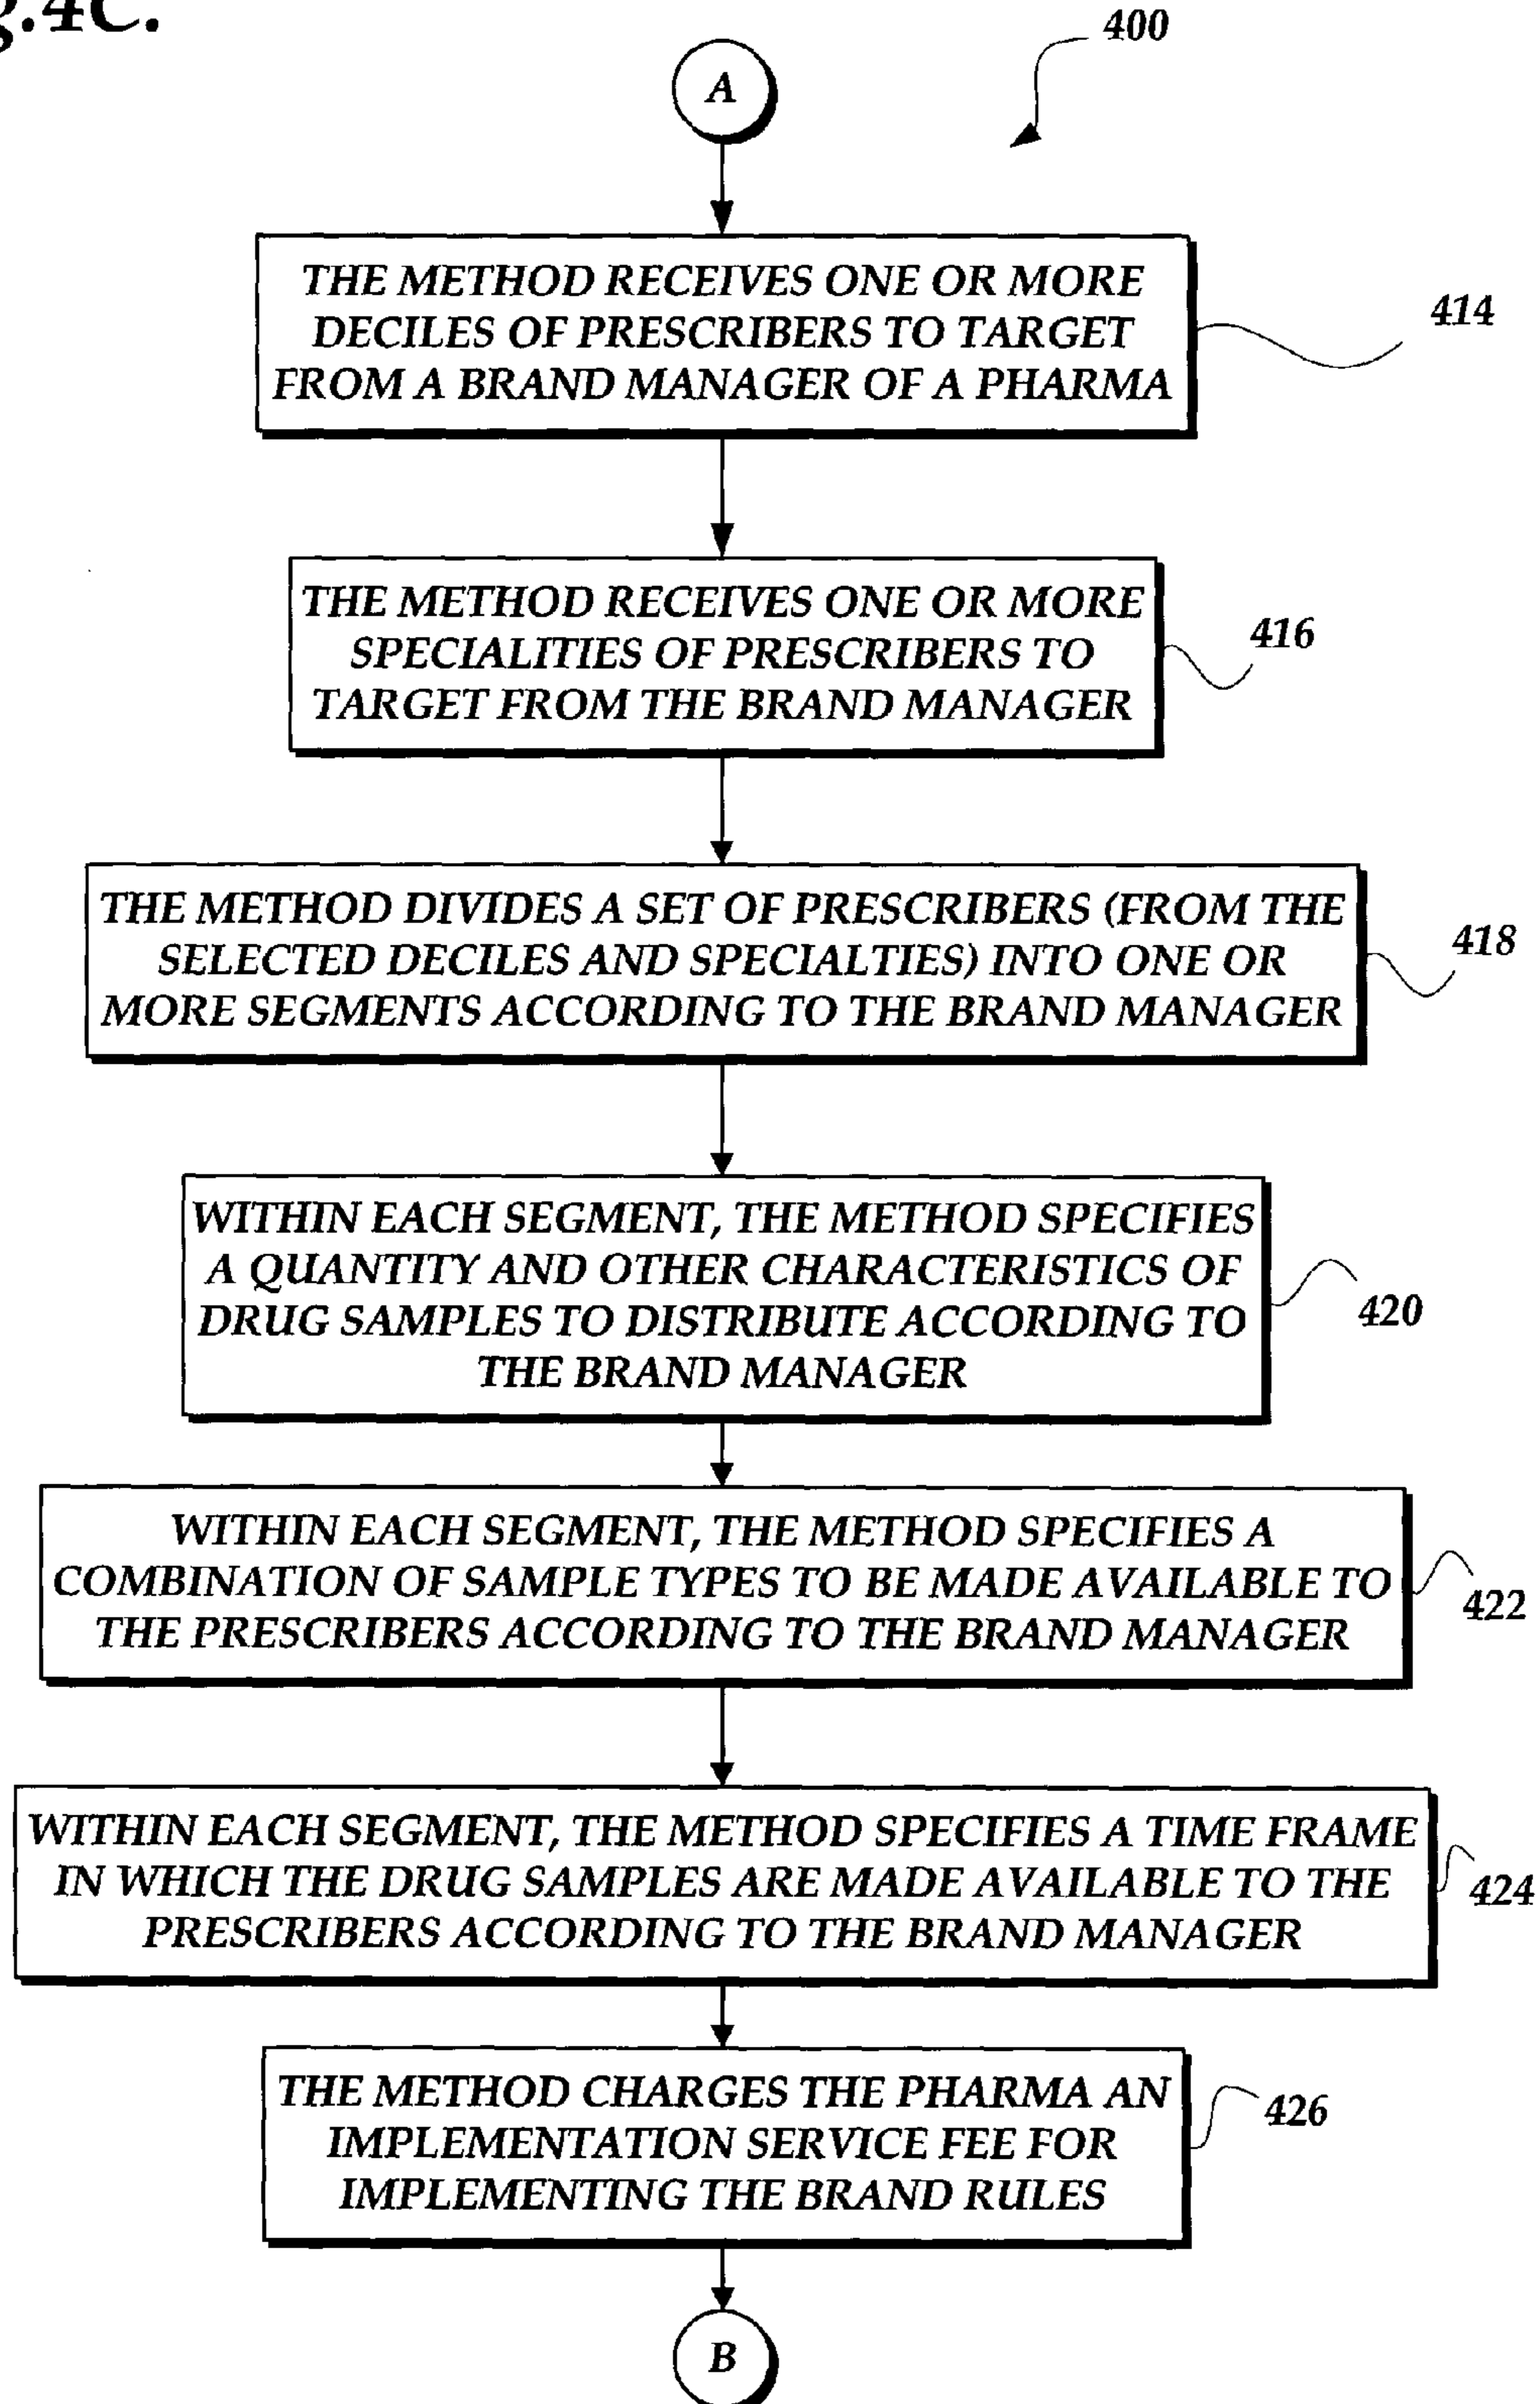 g.4C.
400
A
THE METHOD RECEIVES ONE OR MORE
DECILES OF PRESCRIBERS TO TARGET
FROM A BRAND MANAGER OF A PHARMA
414
THE METHOD RECEIVES ONE OR MORE
SPECIALITIES OF PRESCRIBERS TO
TARGET FROM THE BRAND MANAGER
416
THE METHOD DIVIDES A SET OF PRESCRIBERS (FROM THE
SELECTED DECILES AND SPECIALTIES) INTO ONE OR
MORE SEGMENTS ACCORDING TO THE BRAND MANAGER
418
WITHIN EACH SEGMENT, THE METHOD SPECIFIES
A QUANTITY AND OTHER CHARACTERISTICS OF
DRUG SAMPLES TO DISTRIBUTE ACCORDING TO
THE BRAND MANAGER
420
WITHIN EACH SEGMENT, THE METHOD SPECIFIES A
COMBINATION OF SAMPLE TYPES TO BE MADE AVAILABLE TO
THE PRESCRIBERS ACCORDING TO THE BRAND MANAGER
422
WITHIN EACH SEGMENT, THE METHOD SPECIFIES A TIME FRAME
IN WHICH THE DRUG SAMPLES ARE MADE AVAILABLE TO THE
PRESCRIBERS ACCORDING TO THE BRAND MANAGER
424
THE METHOD CHARGES THE PHARMA AN
IMPLEMENTATION SERVICE FEE FOR
IMPLEMENTING THE BRAND RULES
426
B